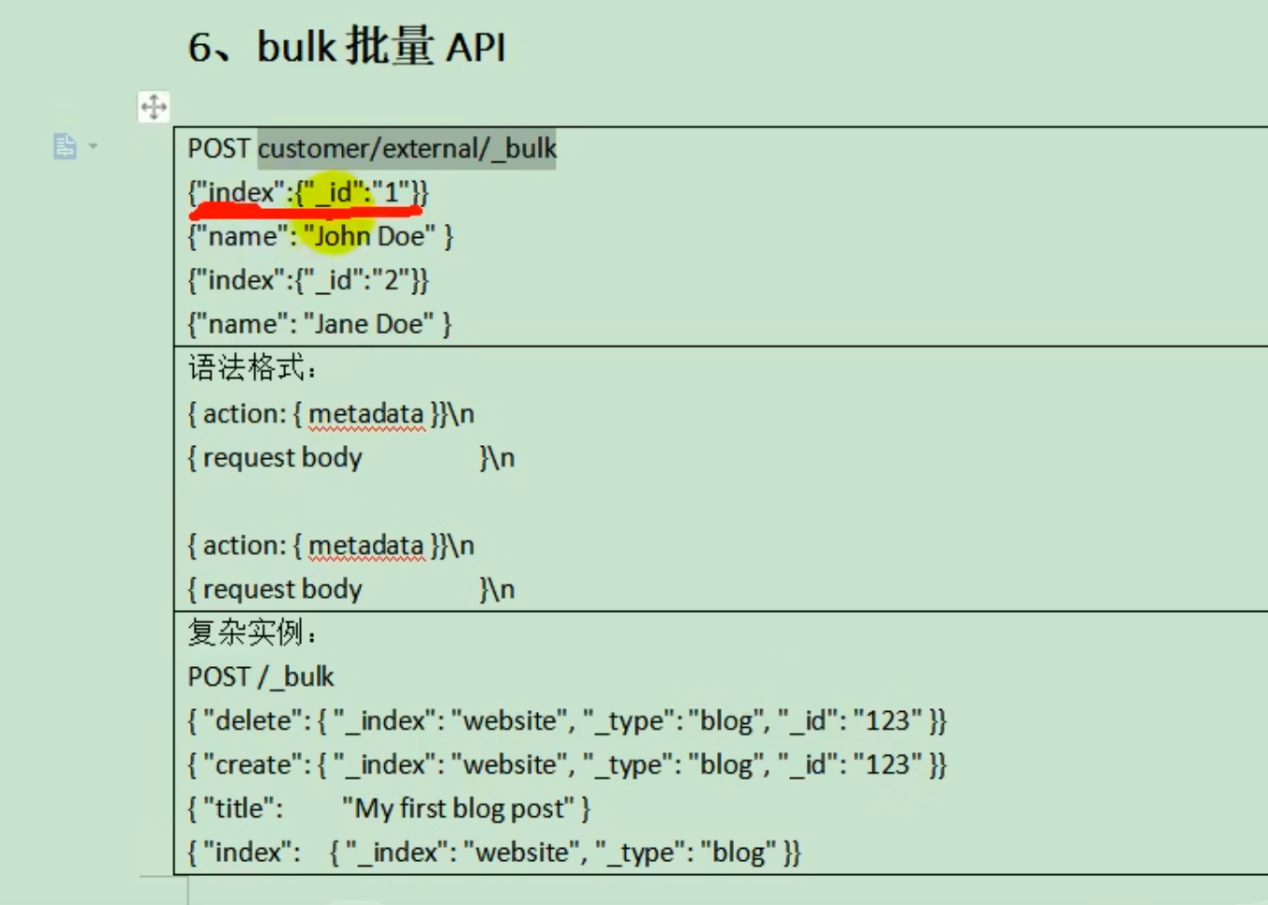 6、bulk 批量 API
POST customer/external/_bulk
{"index":{"_id":"1"}}
{"name": "John Doe" }
{"index":{"_id":"2"}}
{"name": "Jane Doe" }
语法格式：
{ action: { metadata }}\n
{ request body }\n
{ action: { metadata }}\n
{ request body }\n
复杂实例：
POST /_bulk
{ "delete": { "_index": "website", "_type": "blog", "_id": "123" }}
{ "create": { "_index": "website", "_type": "blog", "_id": "123" }}
{ "title": "My first blog post" }
{ "index": { "_index": "website", "_type": "blog" }}